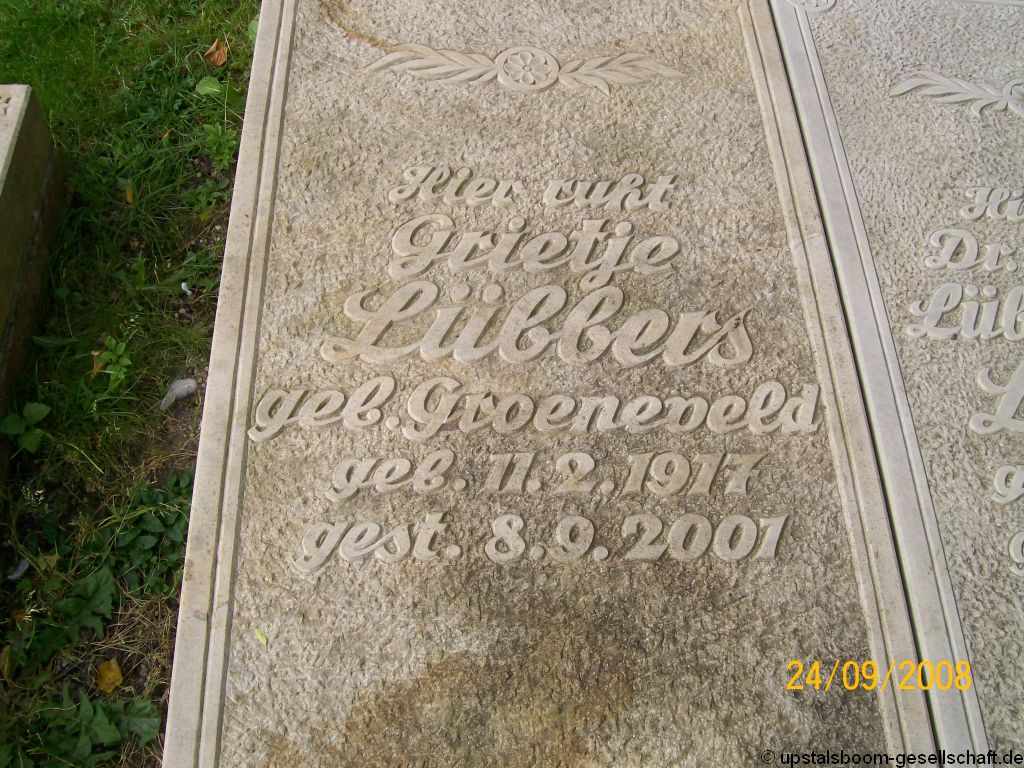 Hier ruht
Grietje
Lübbers
geb. Groeneveld
geb. 11. 2. 1917
gest. 8. 9. 2001
Dr.
24/09/2008
© upstalsboom-gesellschaft.de